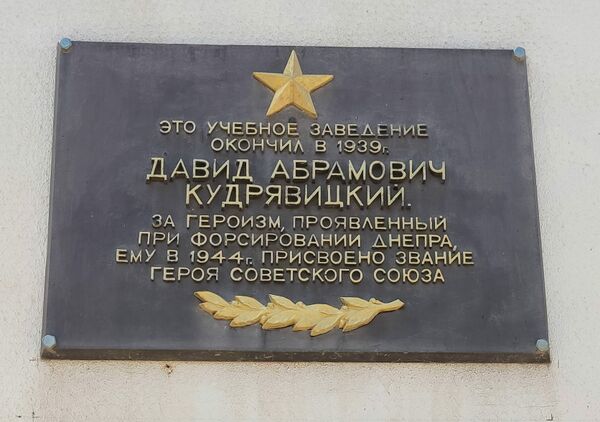 ЭТО УЧЕБНОЕ ЗАВЕДЕНИЕ
ОКОНЧИЛ В 1939г.
ДАВИД АБРАМОВИЧ
КУДРЯВИЦКИЙ.
ЗА ГЕРОИЗМ, ПРОЯВЛЕННЫЙ
ПРИ ФОРСИРОВАНИИ ДНЕПРА,
ЕМУ В 1944г. ПРИСВОЕНО ЗВАНИЕ
ГЕРОЯ СОВЕТСКОГО СОЮЗА